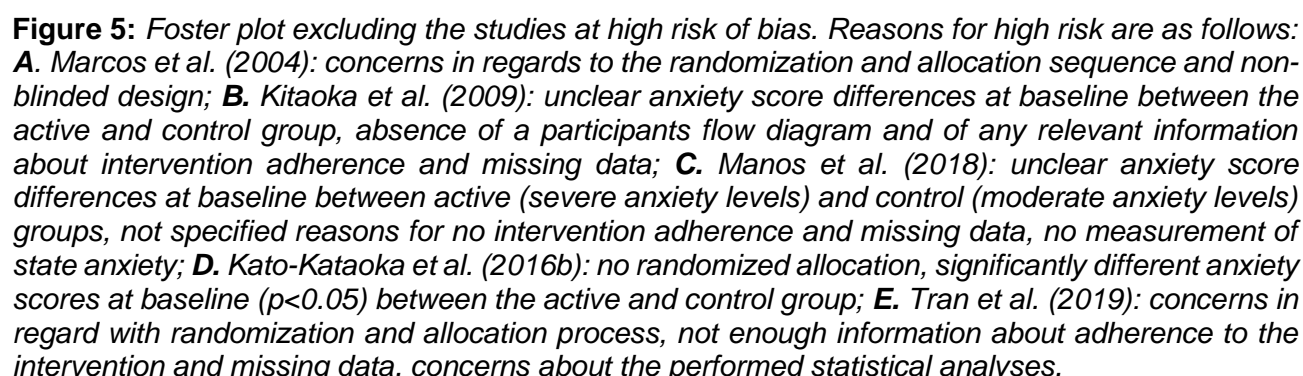 Figure 5: Foster plot excluding the studies at high risk of bias. Reasons for high risk are as follows:
A. Marcos et al. (2004): concerns in regards to the randomization and allocation sequence and non-
blinded design; B. Kitaoka et al. (2009): unclear anxiety score differences at baseline between the
active and control group, absence of a participants flow diagram and of any relevant information
about intervention adherence and missing data; C. Manos et al. (2018): unclear anxiety score
differences at baseline between active (severe anxiety levels) and control (moderate anxiety levels)
groups, not specified reasons for no intervention adherence and missing data, no measurement of
state anxiety; D. Kato-Kataoka et al. (2016b): no randomized allocation, significantly different anxiety
scores at baseline (p<0.05) between the active and control group; E. Tran et al. (2019): concerns in
regard with randomization and allocation process, not enough information about adherence to the
intervention and missing data, concerns about the performed statistical analyses.